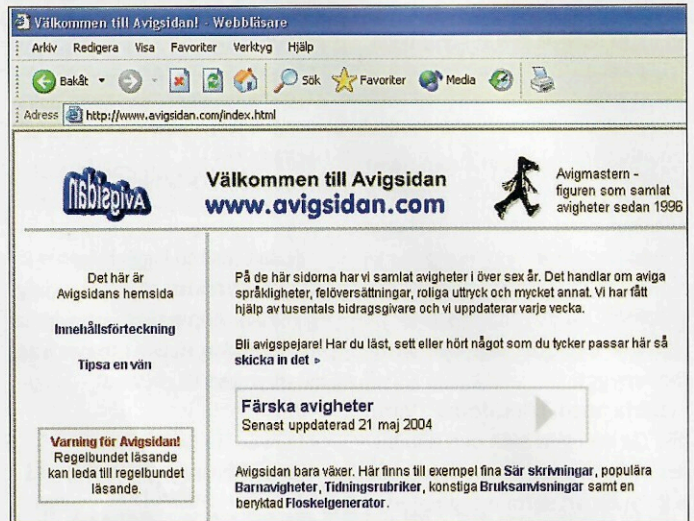 Välkommen till Avigsidan! - Webbläsare
Arkiv Redigera Visa Favoriter Verktyg Hjälp
Bakåt Sök Favoriter Media
Adress http://www.avigsidan.com/index.html
Avigsidan
Välkommen till Avigsidan
www.avigsidan.com
Avigmastern -
figuren som samlat
avigheter sedan 1996
Det här är
Avigsidans hemsida
Innehållsförteckning
Tipsa en vän
Varning för Avigsidan!
Regelbundet läsande
kan leda till regelbundet
läsande.
På de här sidorna har vi samlat avigheter i över sex år. Det handlar om aviga
språkligheter, felöversättningar, roliga uttryck och mycket annat. Vi har fått
hjälp av tusentals bidragsgivare och vi uppdaterar varje vecka.
Bli avigspejare! Har du läst, sett eller hört något som du tycker passar här så
skicka in det »
Färska avigheter
Senast uppdaterad 21 maj 2004
Avigsidan bara växer. Här finns till exempel fina Sär skrivningar, populära
Barnavigheter, Tidningsrubriker, konstiga Bruksanvisningar samt en
beryktad Floskelgenerator.